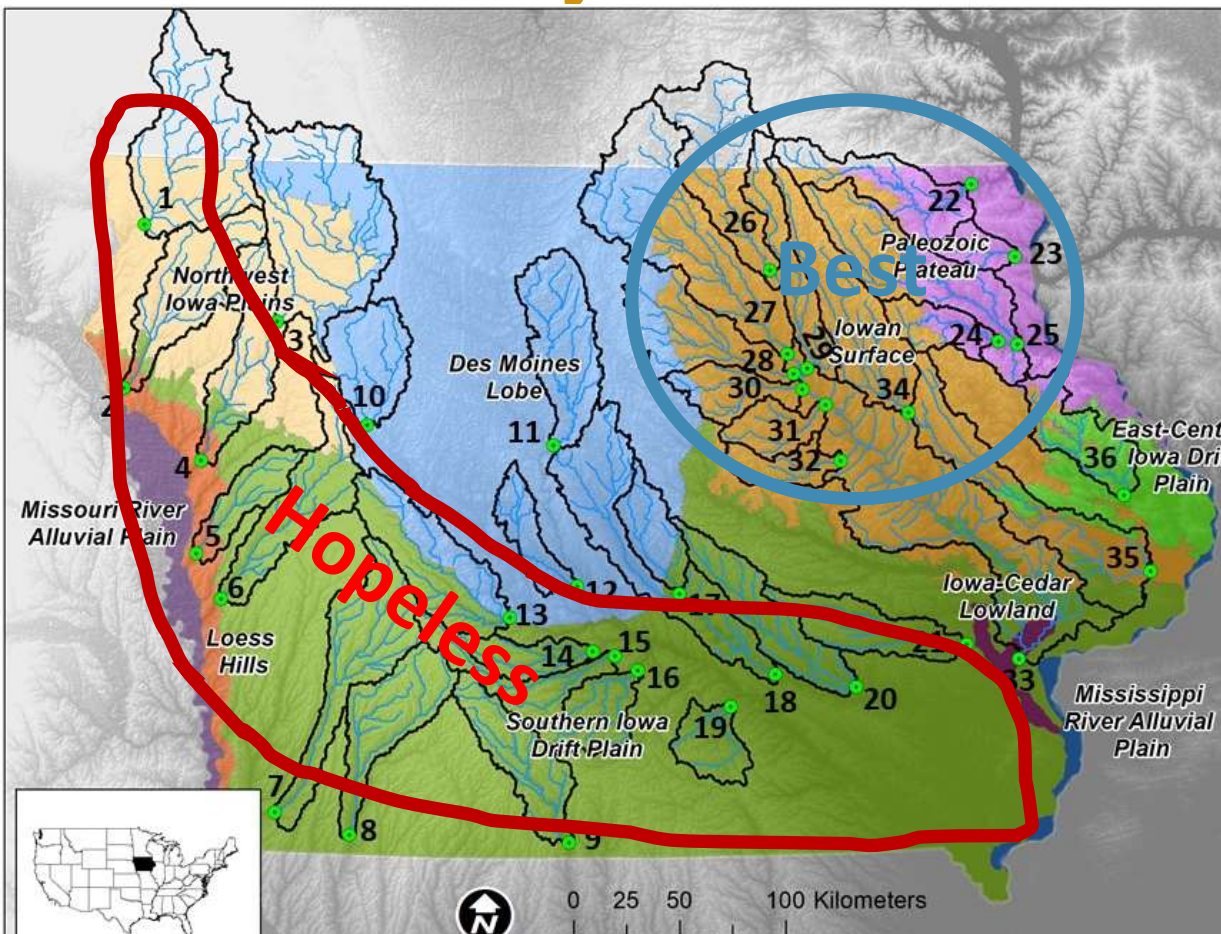 1
26
22
23
Paleozoic
Plateau
Best
Northwest
Iowa Plains
3
27
Iowan
Surface
24
25
28
29
Des Moines
Lobe
2
10
30
34
11
31
4
32
East-Cent
Iowa Dri
Plain
36
Hopeless
Missouri River
Alluvial Plain
5
6
35
12
17
Iowa-Cedar
Lowland
13
Loess
Hills
14
15
16
21
33
18
20
19
Southern Iowa
Drift Plain
Mississippi
River Alluvial
Plain
7
8
9
N
0 25 50 100 Kilometers